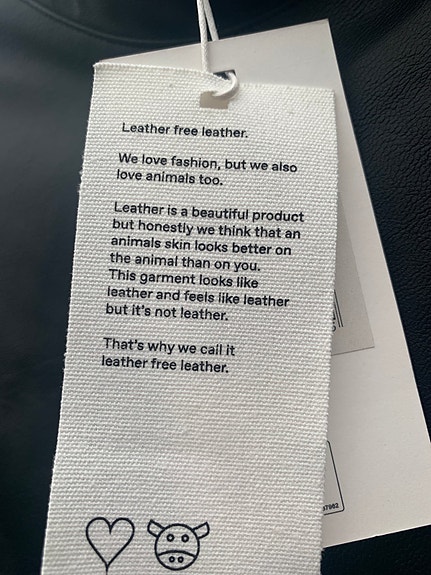 Leather free leather.
We love fashion, but we also
love animals too.
Leather is a beautiful product
but honestly we think that an
animals skin looks better on
the animal than on you.
This garment looks like
leather and feels like leather
but it's not leather.
That's why we call it
leather free leather.